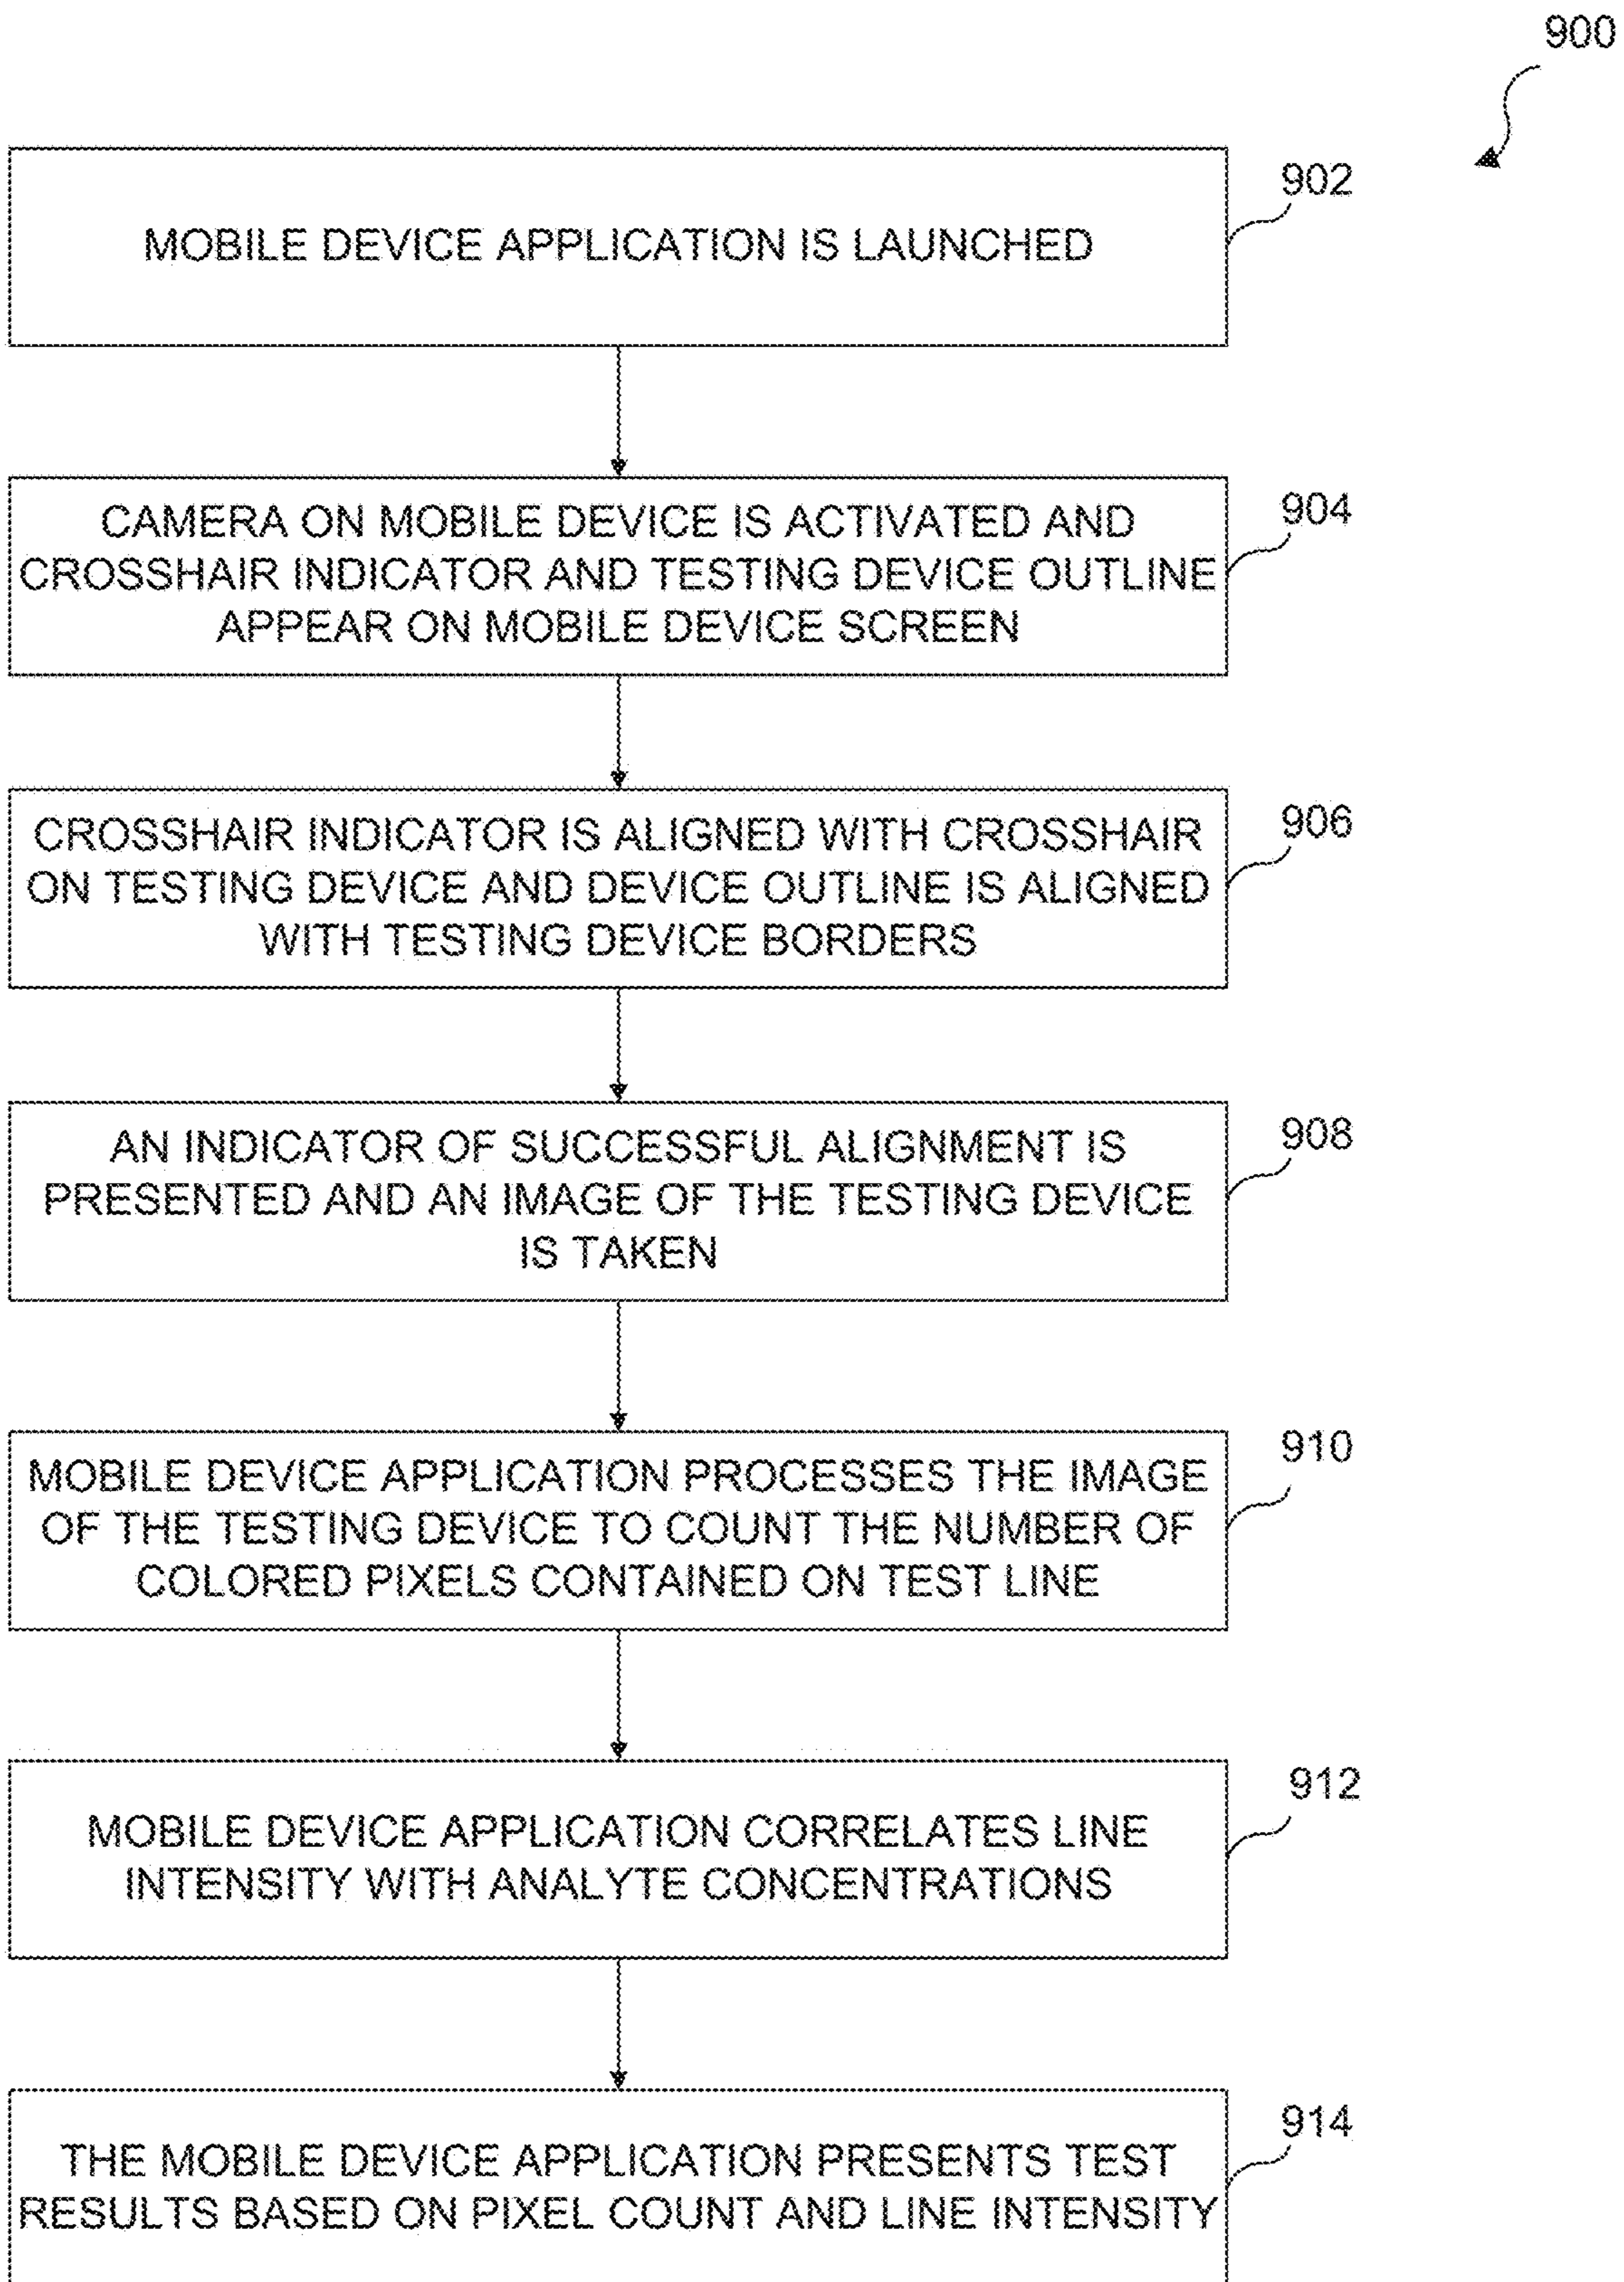 900
MOBILE DEVICE APPLICATION IS LAUNCHED
902
CAMERA ON MOBILE DEVICE IS ACTIVATED AND
CROSSHAIR INDICATOR AND TESTING DEVICE OUTLINE
APPEAR ON MOBILE DEVICE SCREEN
904
CROSSHAIR INDICATOR IS ALIGNED WITH CROSSHAIR
ON TESTING DEVICE AND DEVICE OUTLINE IS ALIGNED
WITH TESTING DEVICE BORDERS
906
AN INDICATOR OF SUCCESSFUL ALIGNMENT IS
PRESENTED AND AN IMAGE OF THE TESTING DEVICE
IS TAKEN
908
MOBILE DEVICE APPLICATION PROCESSES THE IMAGE
OF THE TESTING DEVICE TO COUNT THE NUMBER OF
COLORED PIXELS CONTAINED ON TEST LINE
910
MOBILE DEVICE APPLICATION CORRELATES LINE
INTENSITY WITH ANALYTE CONCENTRATIONS
912
THE MOBILE DEVICE APPLICATION PRESENTS TEST
RESULTS BASED ON PIXEL COUNT AND LINE INTENSITY
914